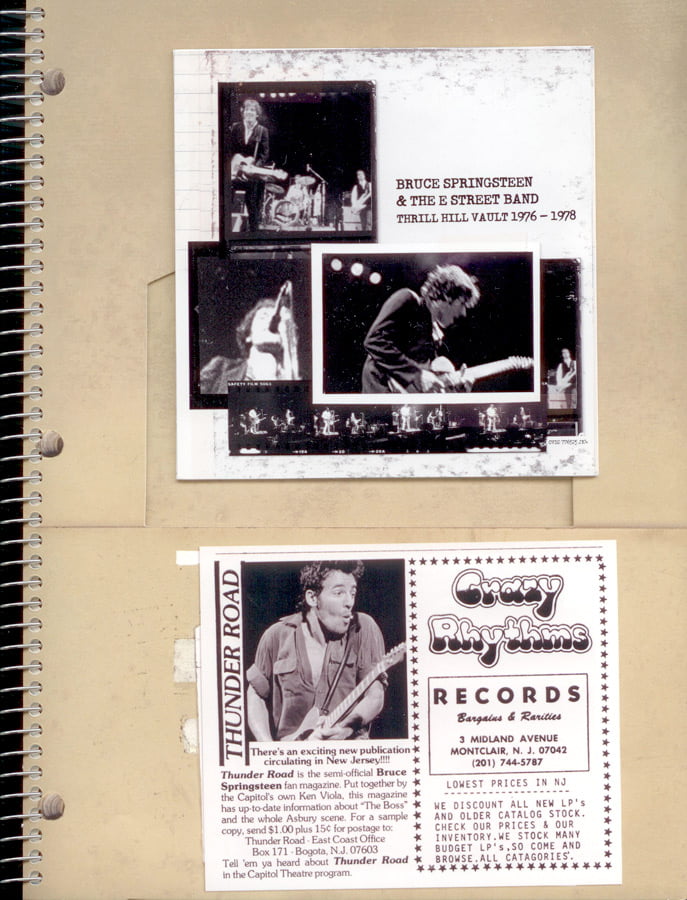 BRUCE SPRINGSTEEN
& THE E STREET BAND
THRILL HILL VAULT 1976 – 1978
SAFETY FILM 5063
THUNDER ROAD
There's an exciting new publication
circulating in New Jersey!!!!
Thunder Road is the semi-official Bruce
Springsteen fan magazine. Put together by
the Capitol's own Ken Viola, this magazine
has up-to-date information about "The Boss"
and the whole Asbury scene. For a sample
copy, send $1.00 plus 15¢ for postage to:
Thunder Road - East Coast Office
Box 171 - Bogota, N.J. 07603
Tell 'em ya heard about Thunder Road
in the Capitol Theatre program.
Crazy
Rhythms
RECORDS
Bargains & Rarities
3 MIDLAND AVENUE
MONTCLAIR, N. J. 07042
(201) 744-5787
LOWEST PRICES IN NJ
WE DISCOUNT ALL NEW LP's
AND OLDER CATALOG STOCK.
CHECK OUR PRICES & OUR
INVENTORY.WE STOCK MANY
BUDGET LP's,SO COME AND
BROWSE.ALL CATAGORIES.